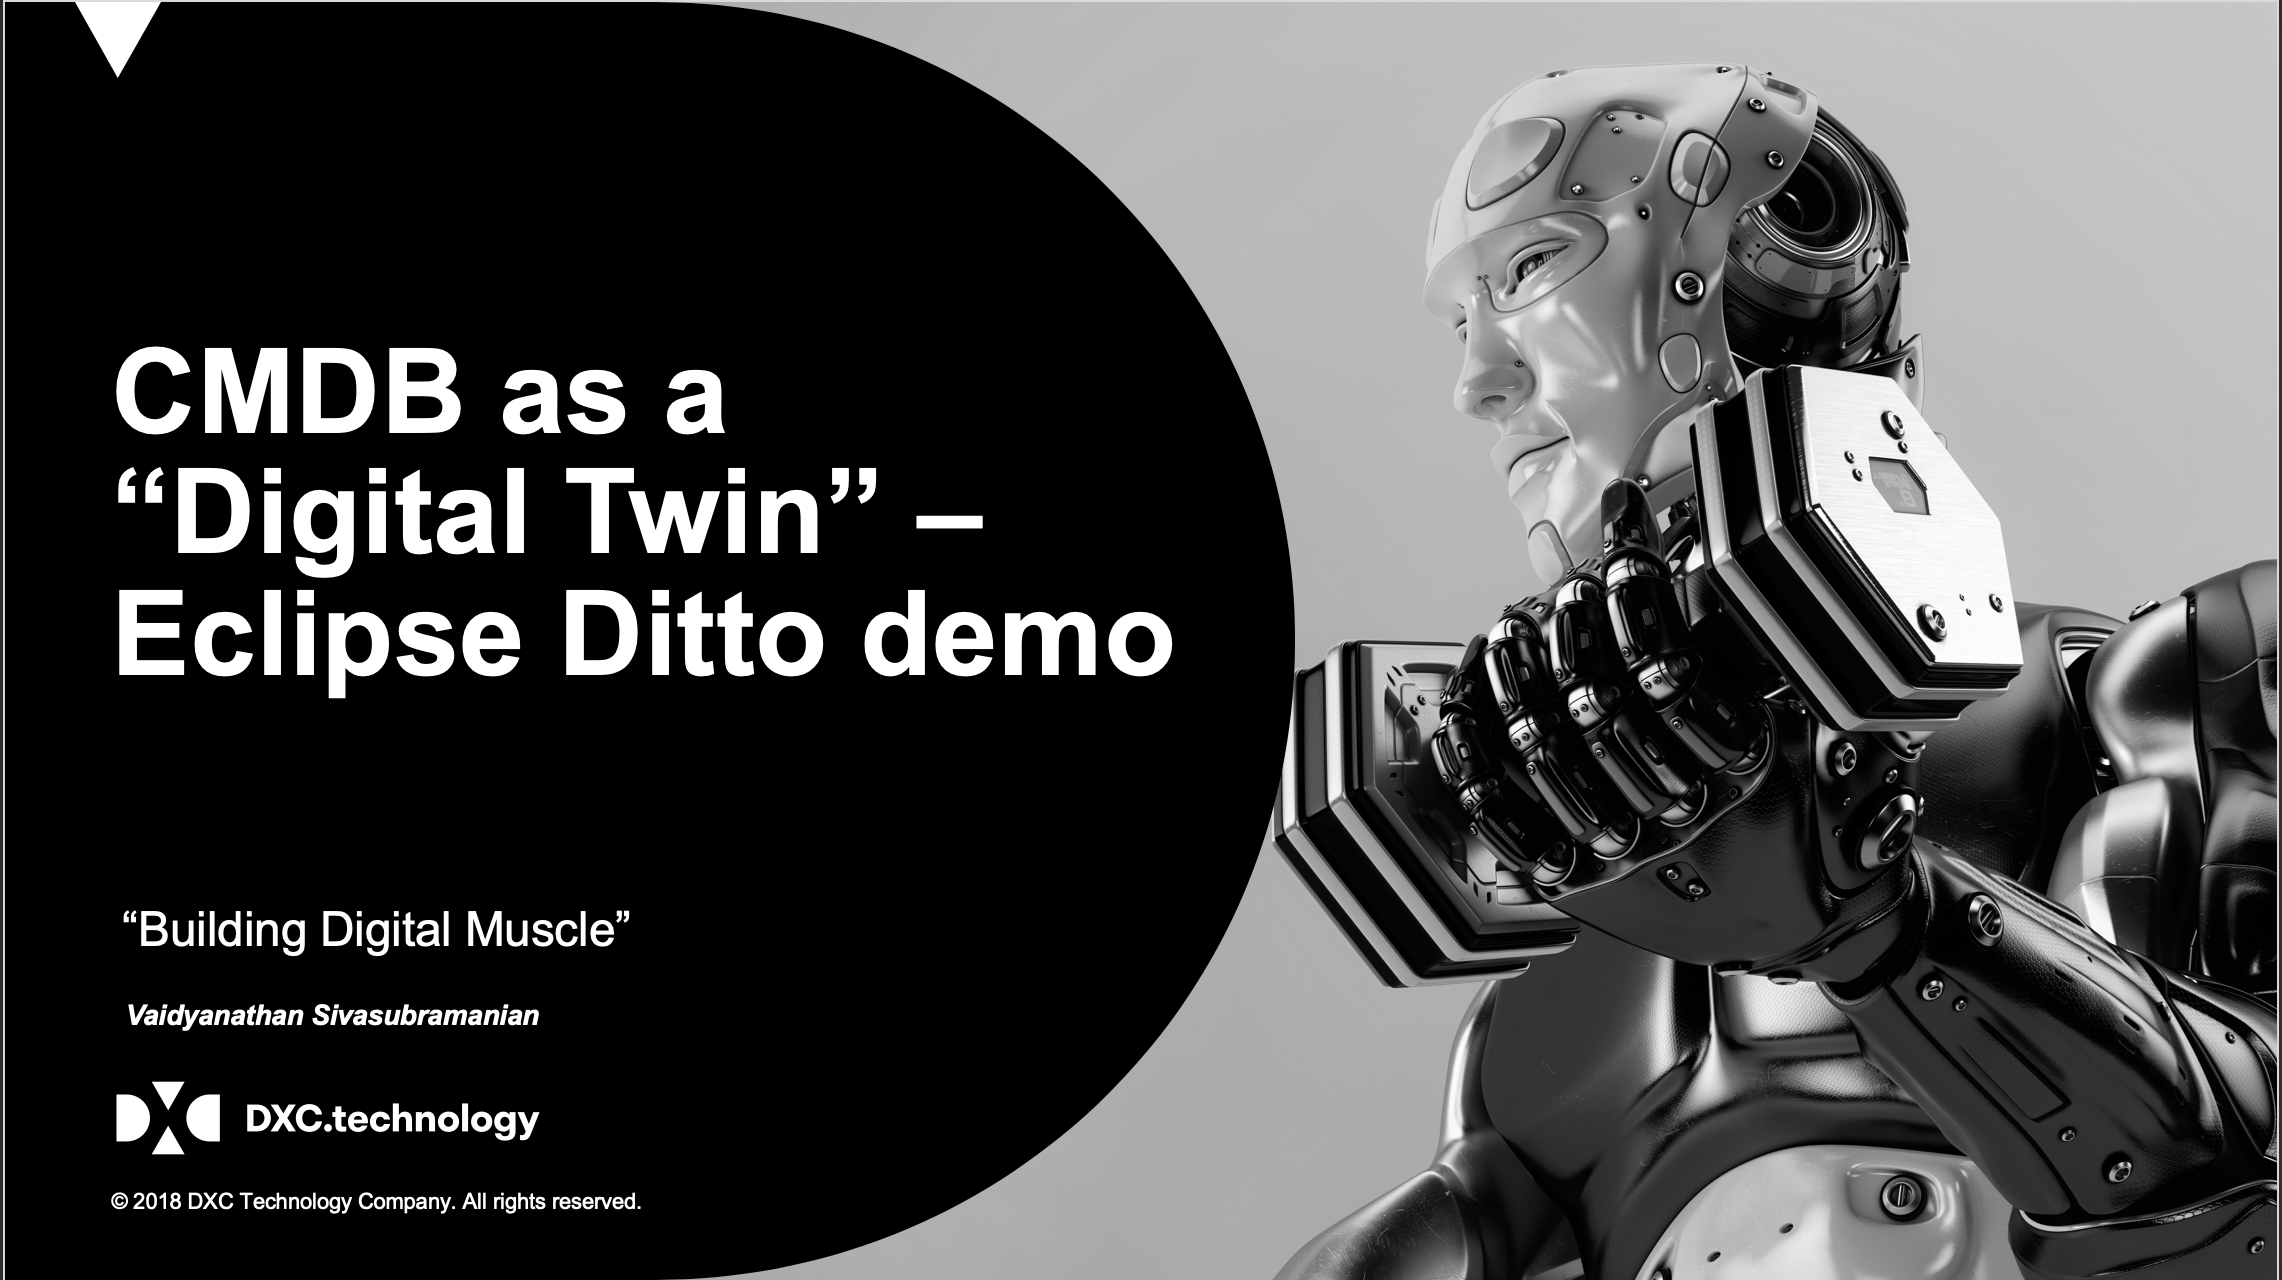 CMDB as a
“Digital Twin” –
Eclipse Ditto demo
“Building Digital Muscle”
Vaidyanathan Sivasubramanian
DXC.technology
© 2018 DXC Technology Company. All rights reserved.